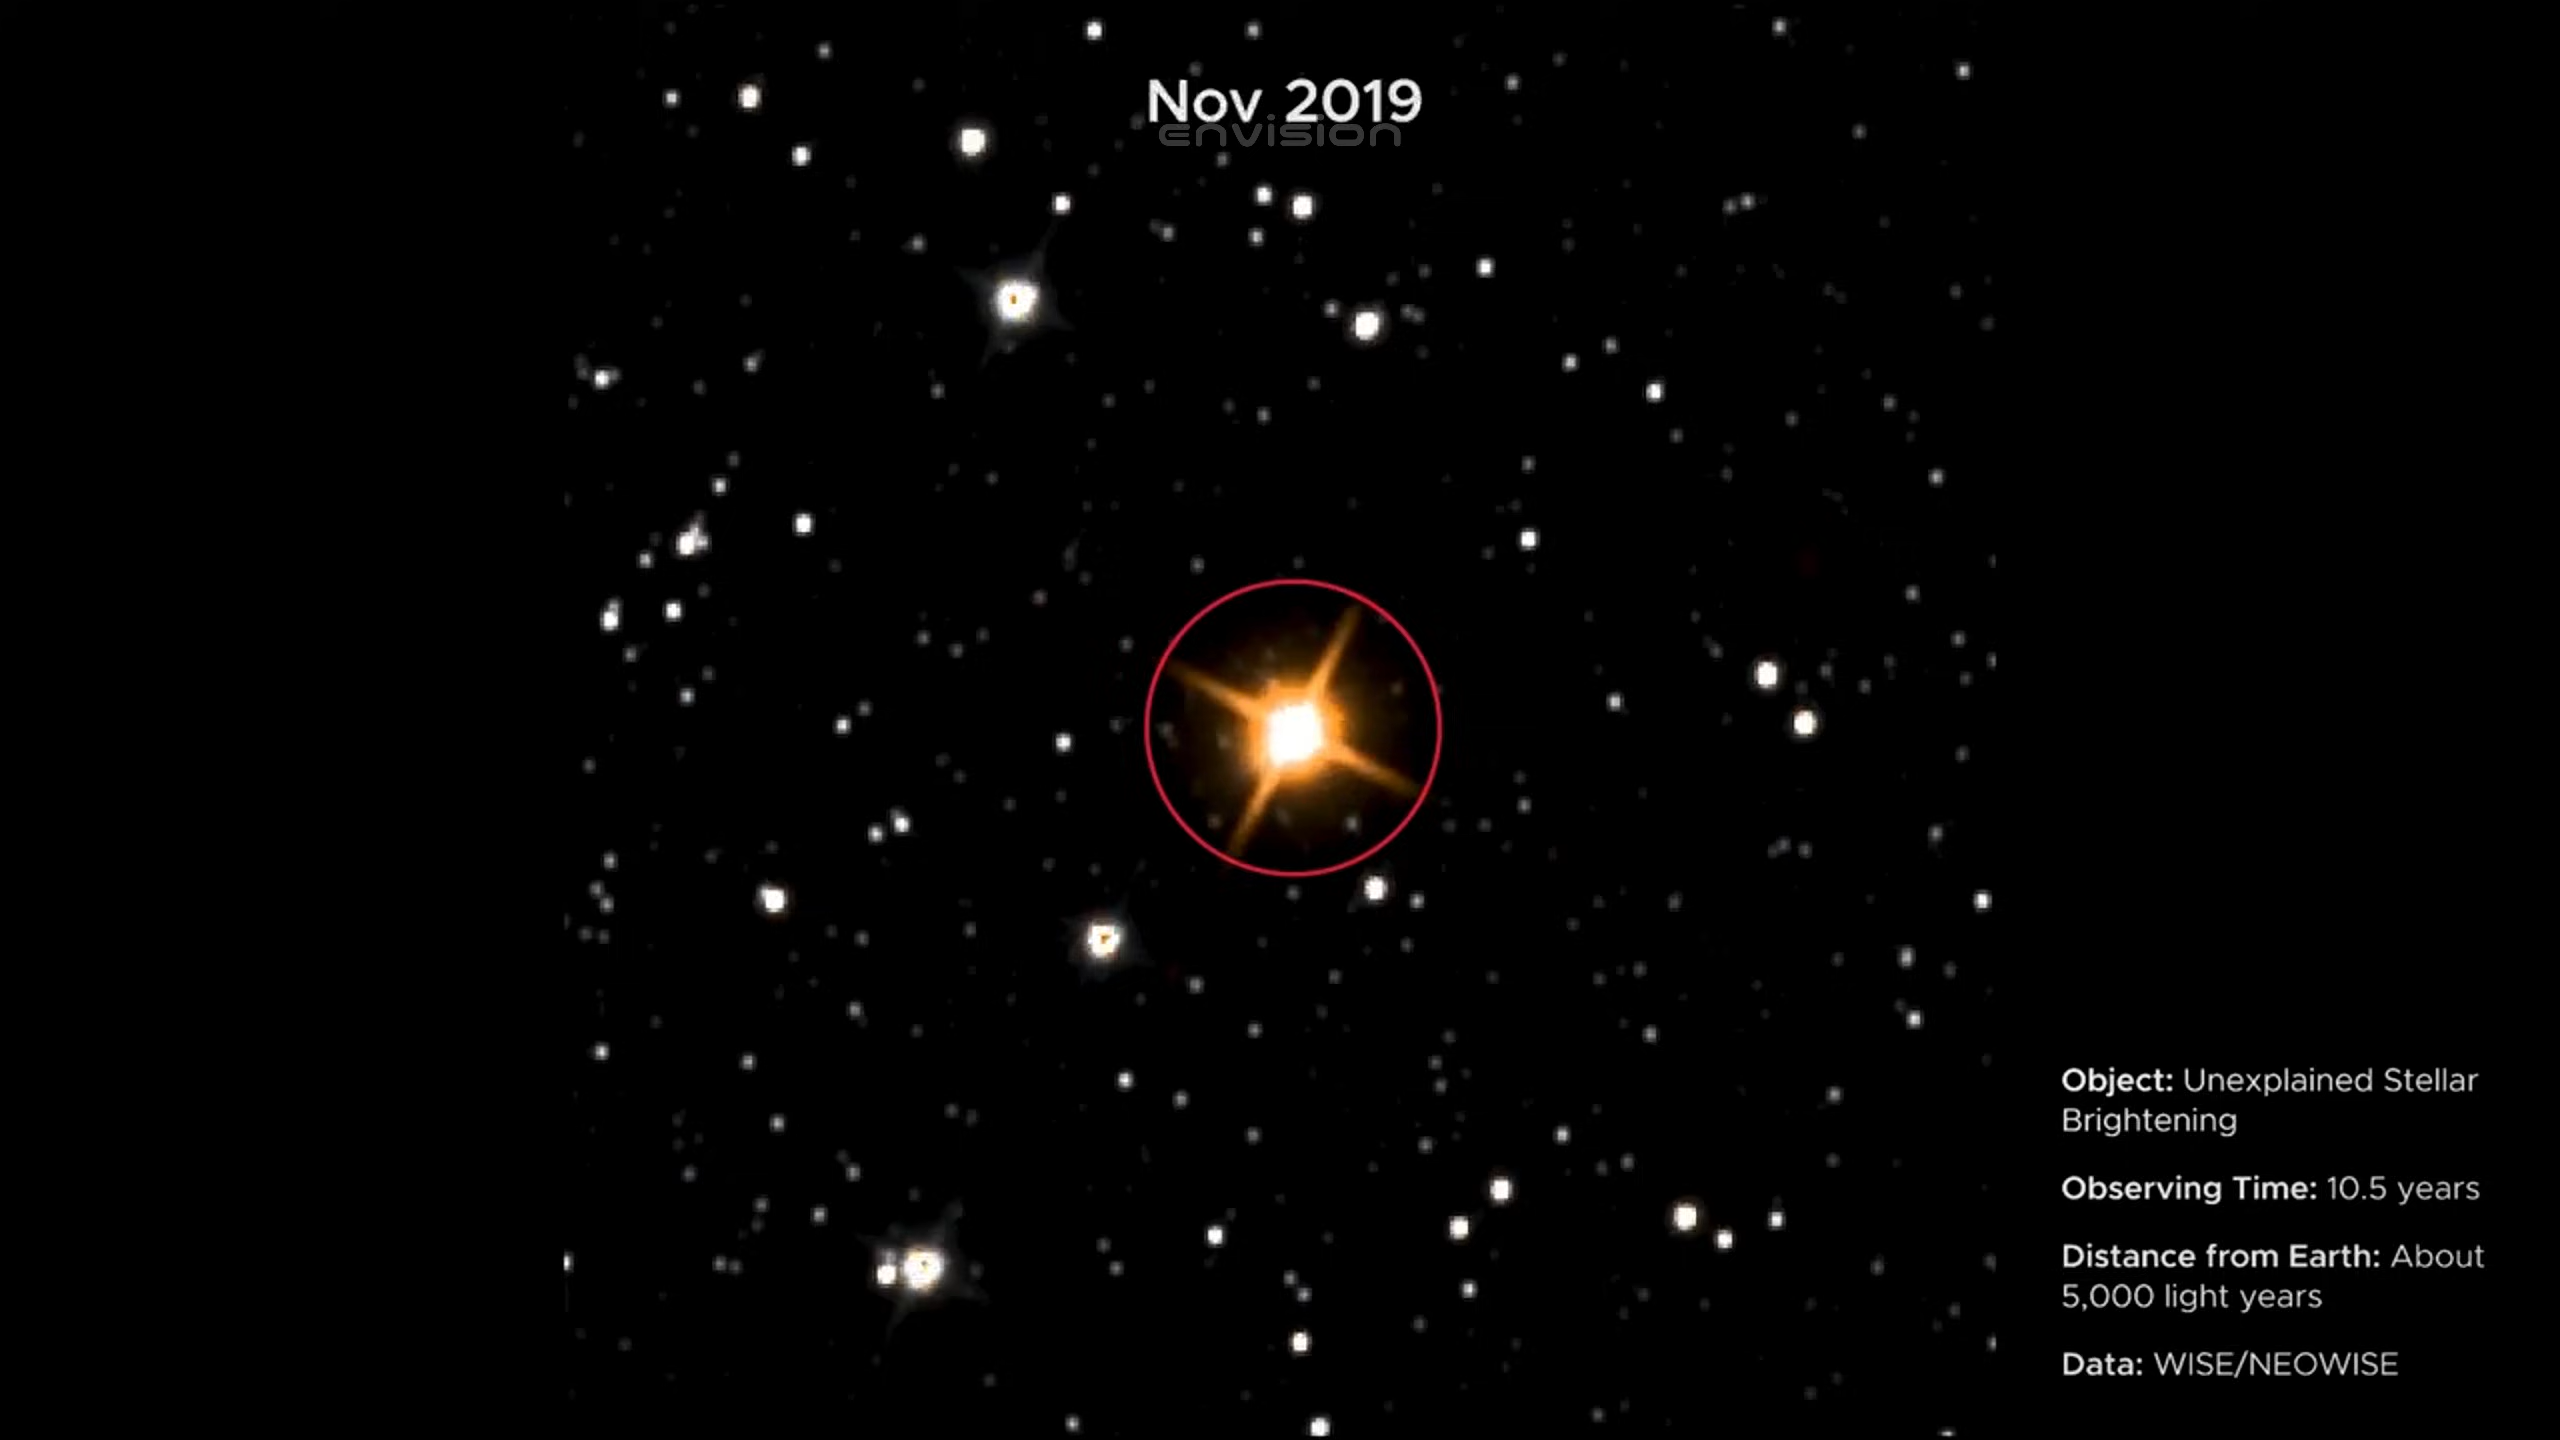 Nov 2019
envision
Object: Unexplained Stellar
Brightening
Observing Time: 10.5 years
Distance from Earth: About
5,000 light years
Data: WISE/NEOWISE